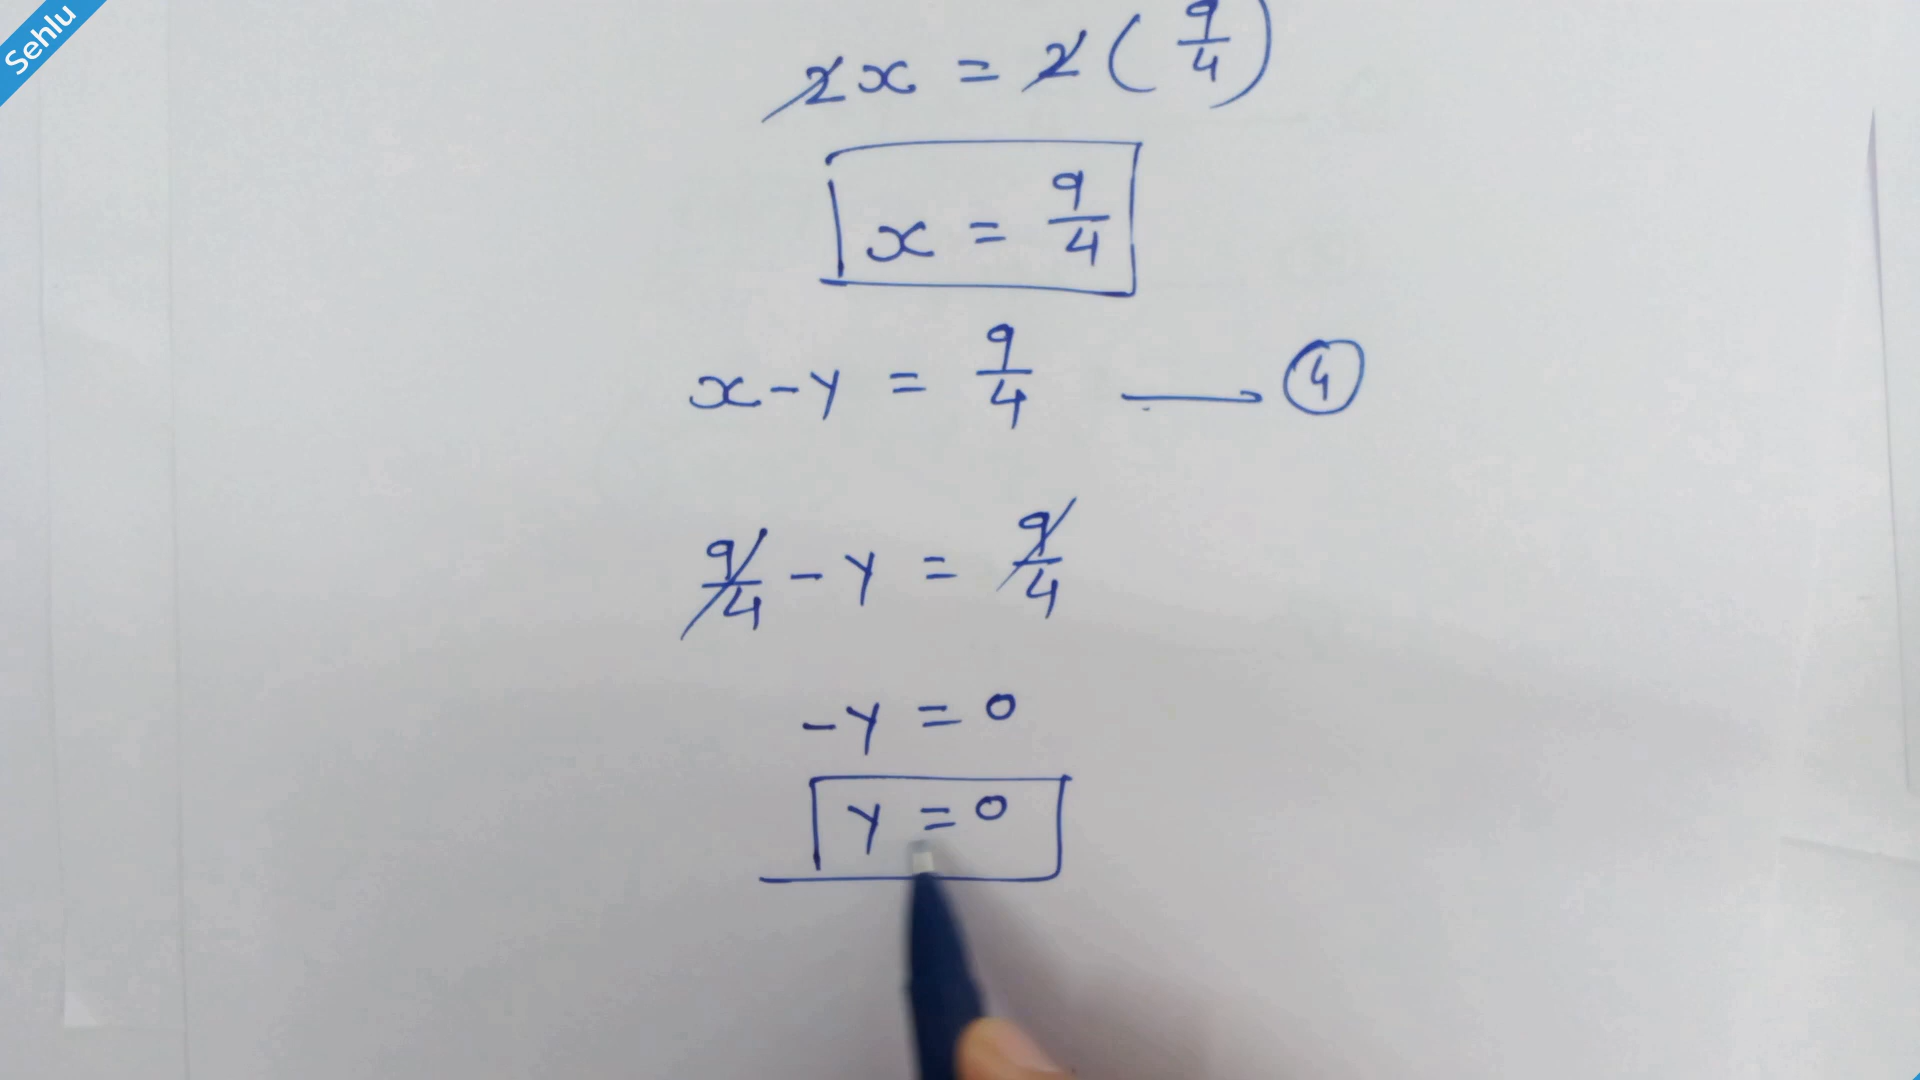 Sehlu
2x = 2(9/4)
x = 9/4
x - y = 9/4 → 4
9/4 - y = 9/4
-y = 0
y = 0